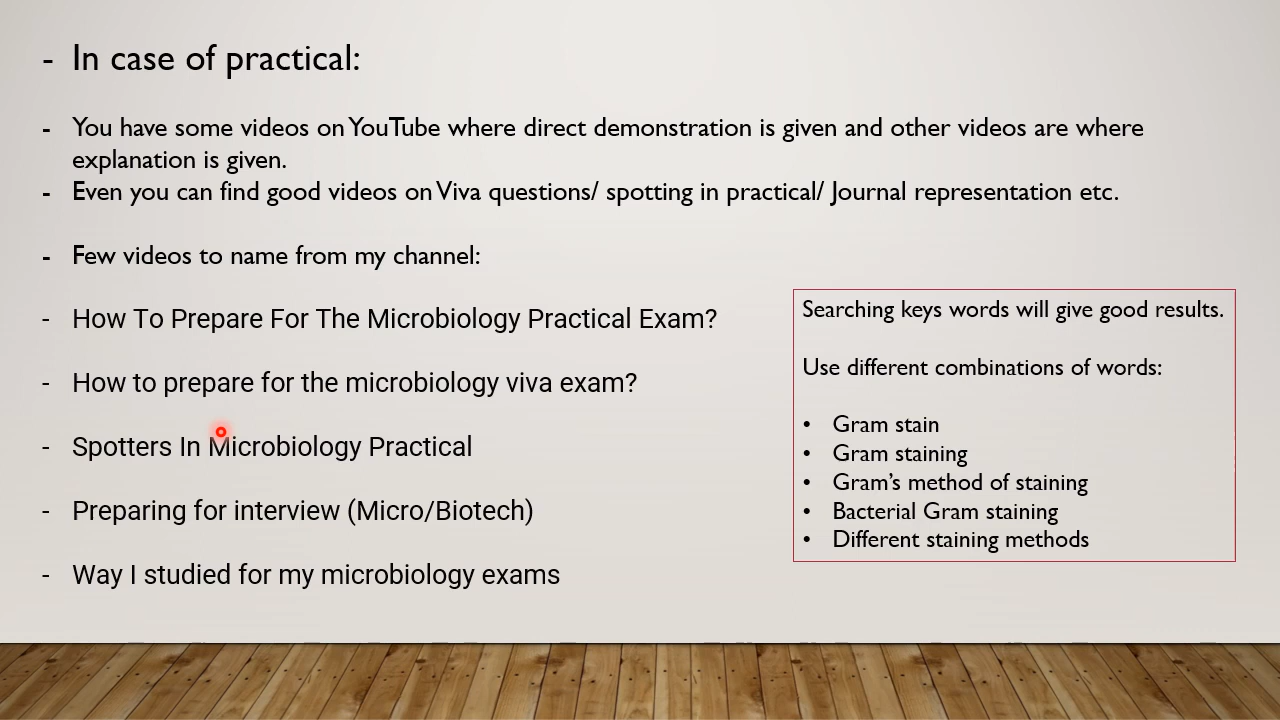 - In case of practical:
- You have some videos on YouTube where direct demonstration is given and other videos are where
explanation is given.
- Even you can find good videos on Viva questions/ spotting in practical/ Journal representation etc.
- Few videos to name from my channel:
- How To Prepare For The Microbiology Practical Exam?
- How to prepare for the microbiology viva exam?
- Spotters In Microbiology Practical
- Preparing for interview (Micro/Biotech)
- Way I studied for my microbiology exams
Searching keys words will give good results.
Use different combinations of words:
• Gram stain
• Gram staining
• Gram’s method of staining
• Bacterial Gram staining
• Different staining methods